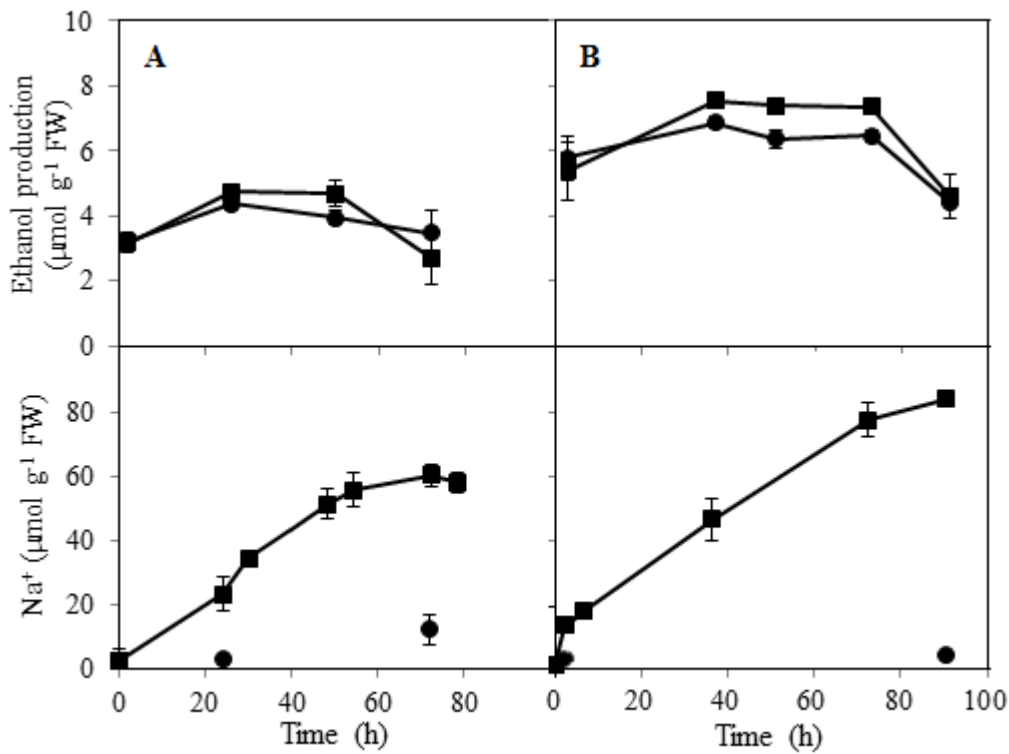 Ethanol production
(μmol g-1 FW)
10
8
6
4
2
0
A
B
Na+ (μmol g-1 FW)
80
60
40
20
0
0 20 40 60 80
0 20 40 60 80 100
Time (h)
Time (h)